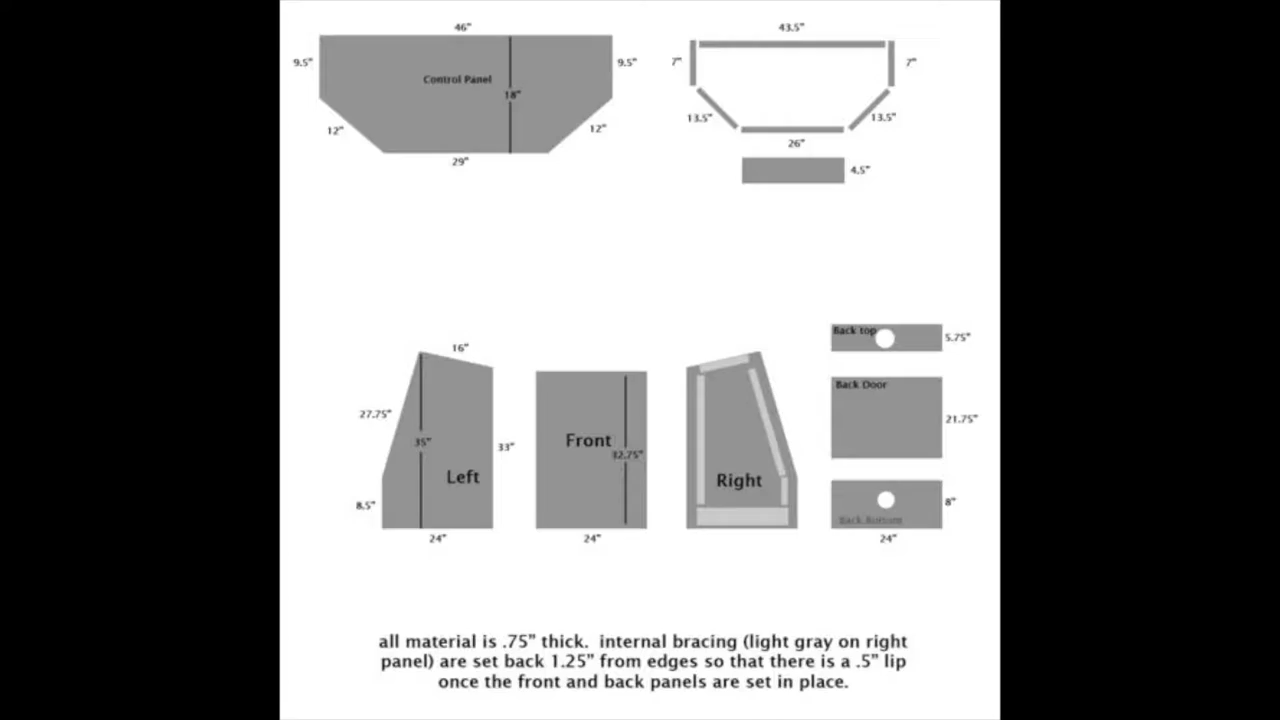 46”
9.5”
Control Panel
9.5”
18”
12”
12”
29”
43.5”
7”
7”
13.5”
13.5”
26”
4.5”
16”
27.75”
35”
33”
Left
8.5”
24”
Front
32.75”
24”
Right
Back top
5.75”
Back Door
21.75”
8”
Back Bottom
24”
all material is .75” thick.  internal bracing (light gray on right
panel) are set back 1.25” from edges so that there is a .5” lip
once the front and back panels are set in place.